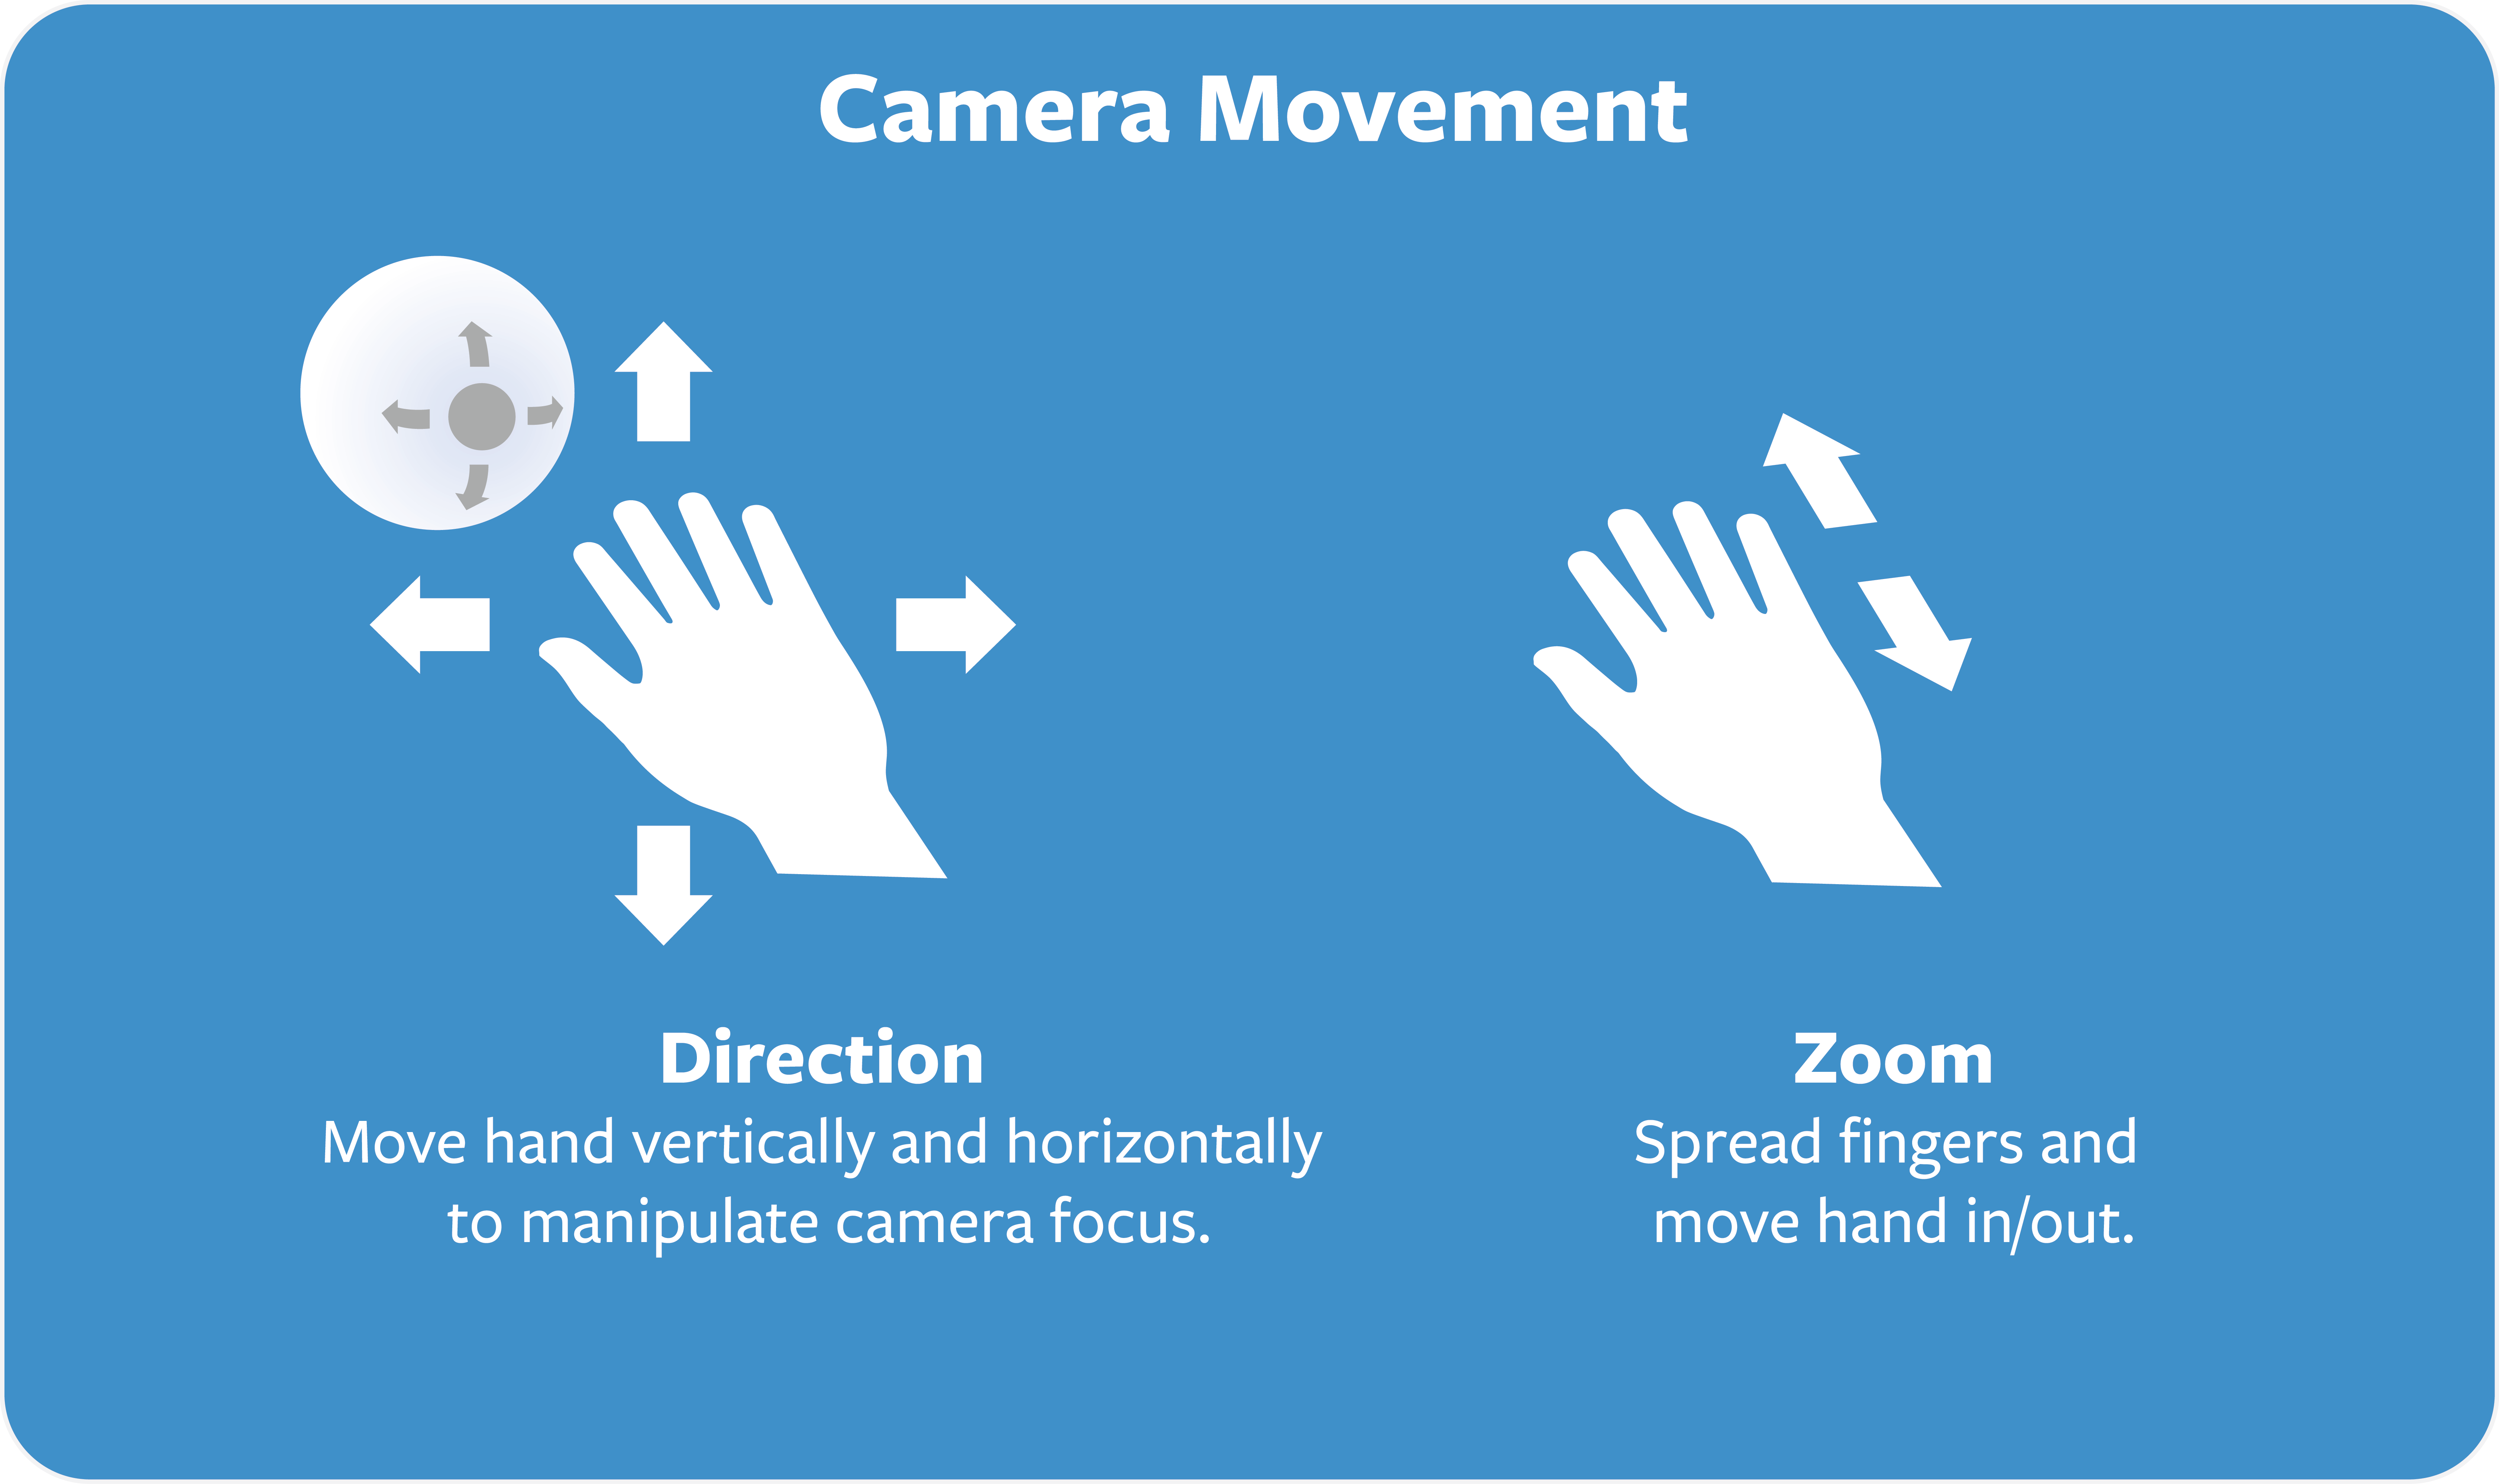 Camera Movement
Direction
Move hand vertically and horizontally
to manipulate camera focus.
Zoom
Spread fingers and
move hand in/out.